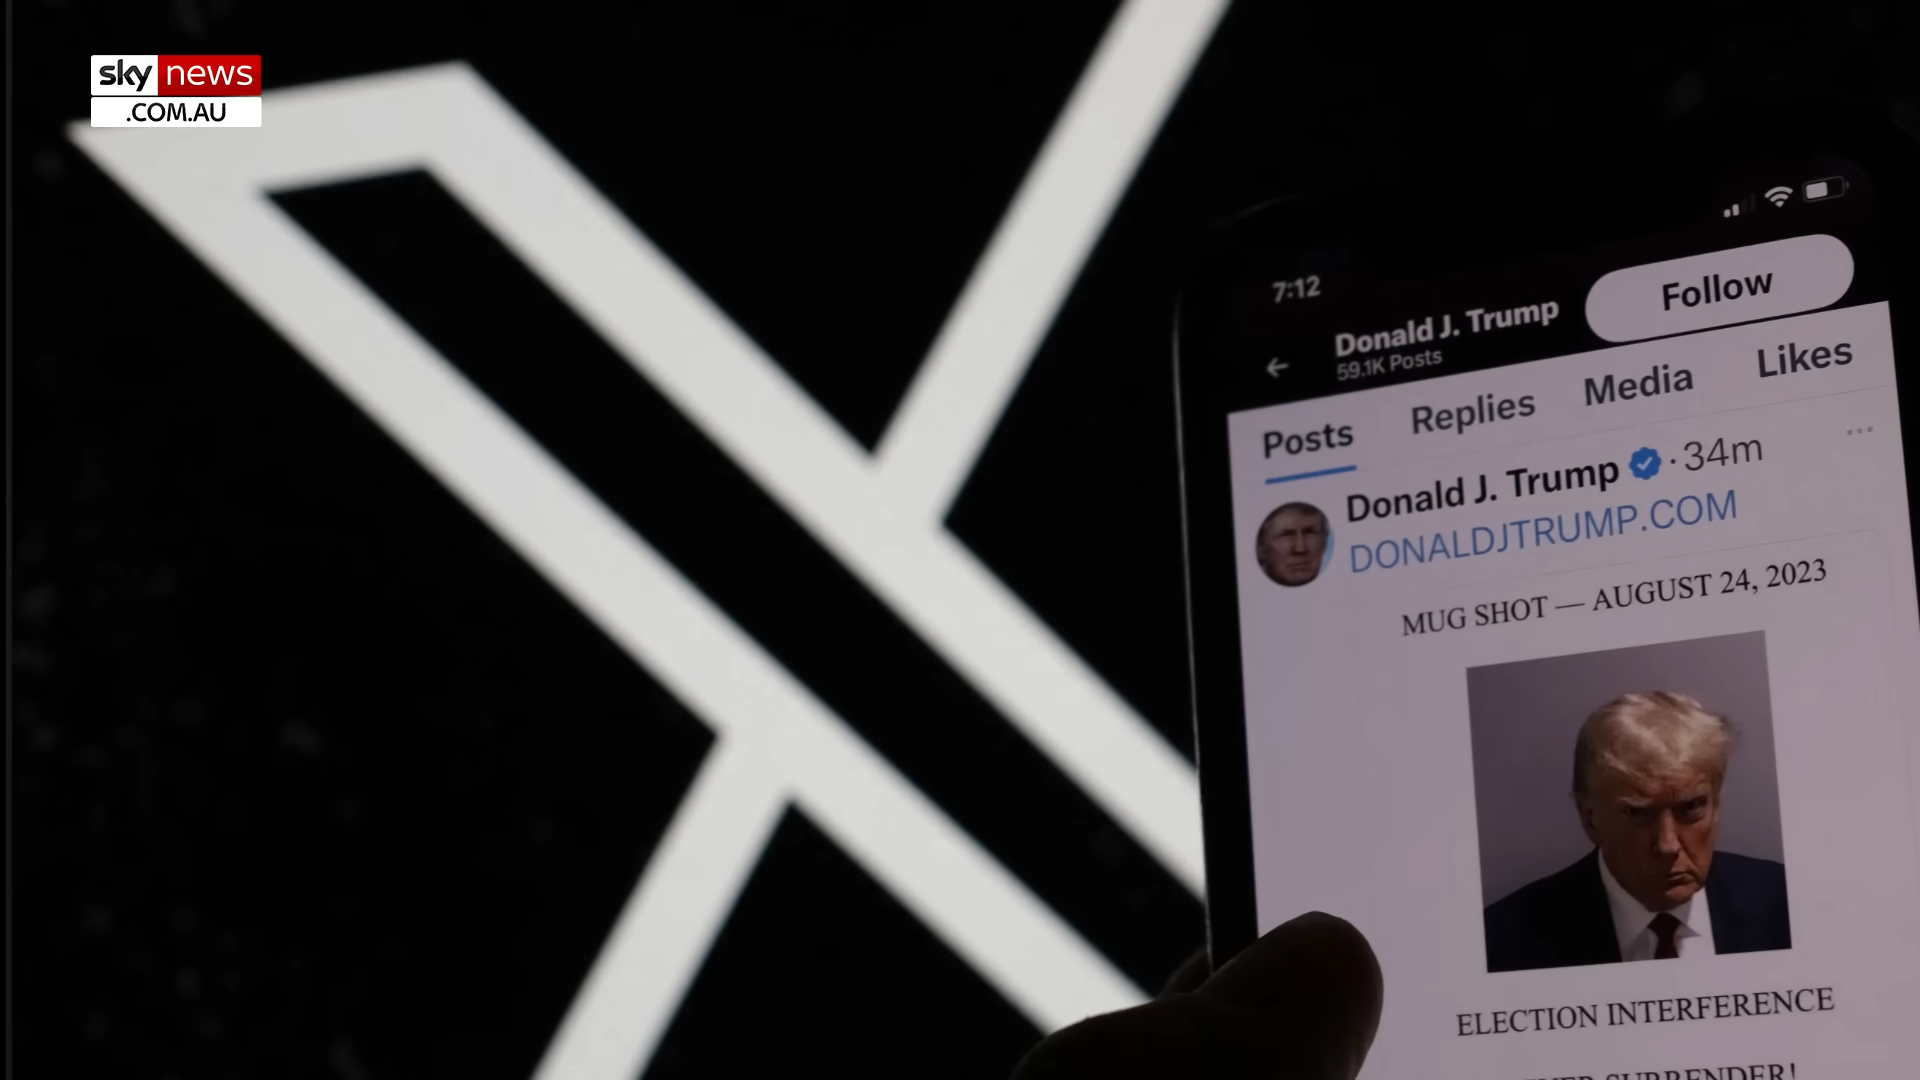 sky news
.COM.AU
7:12
Donald J. Trump
59.1K Posts
Follow
Posts Replies Media Likes
Donald J. Trump · 34m
DONALDJTRUMP.COM
MUG SHOT — AUGUST 24, 2023
ELECTION INTERFERENCE
SURRENDER!